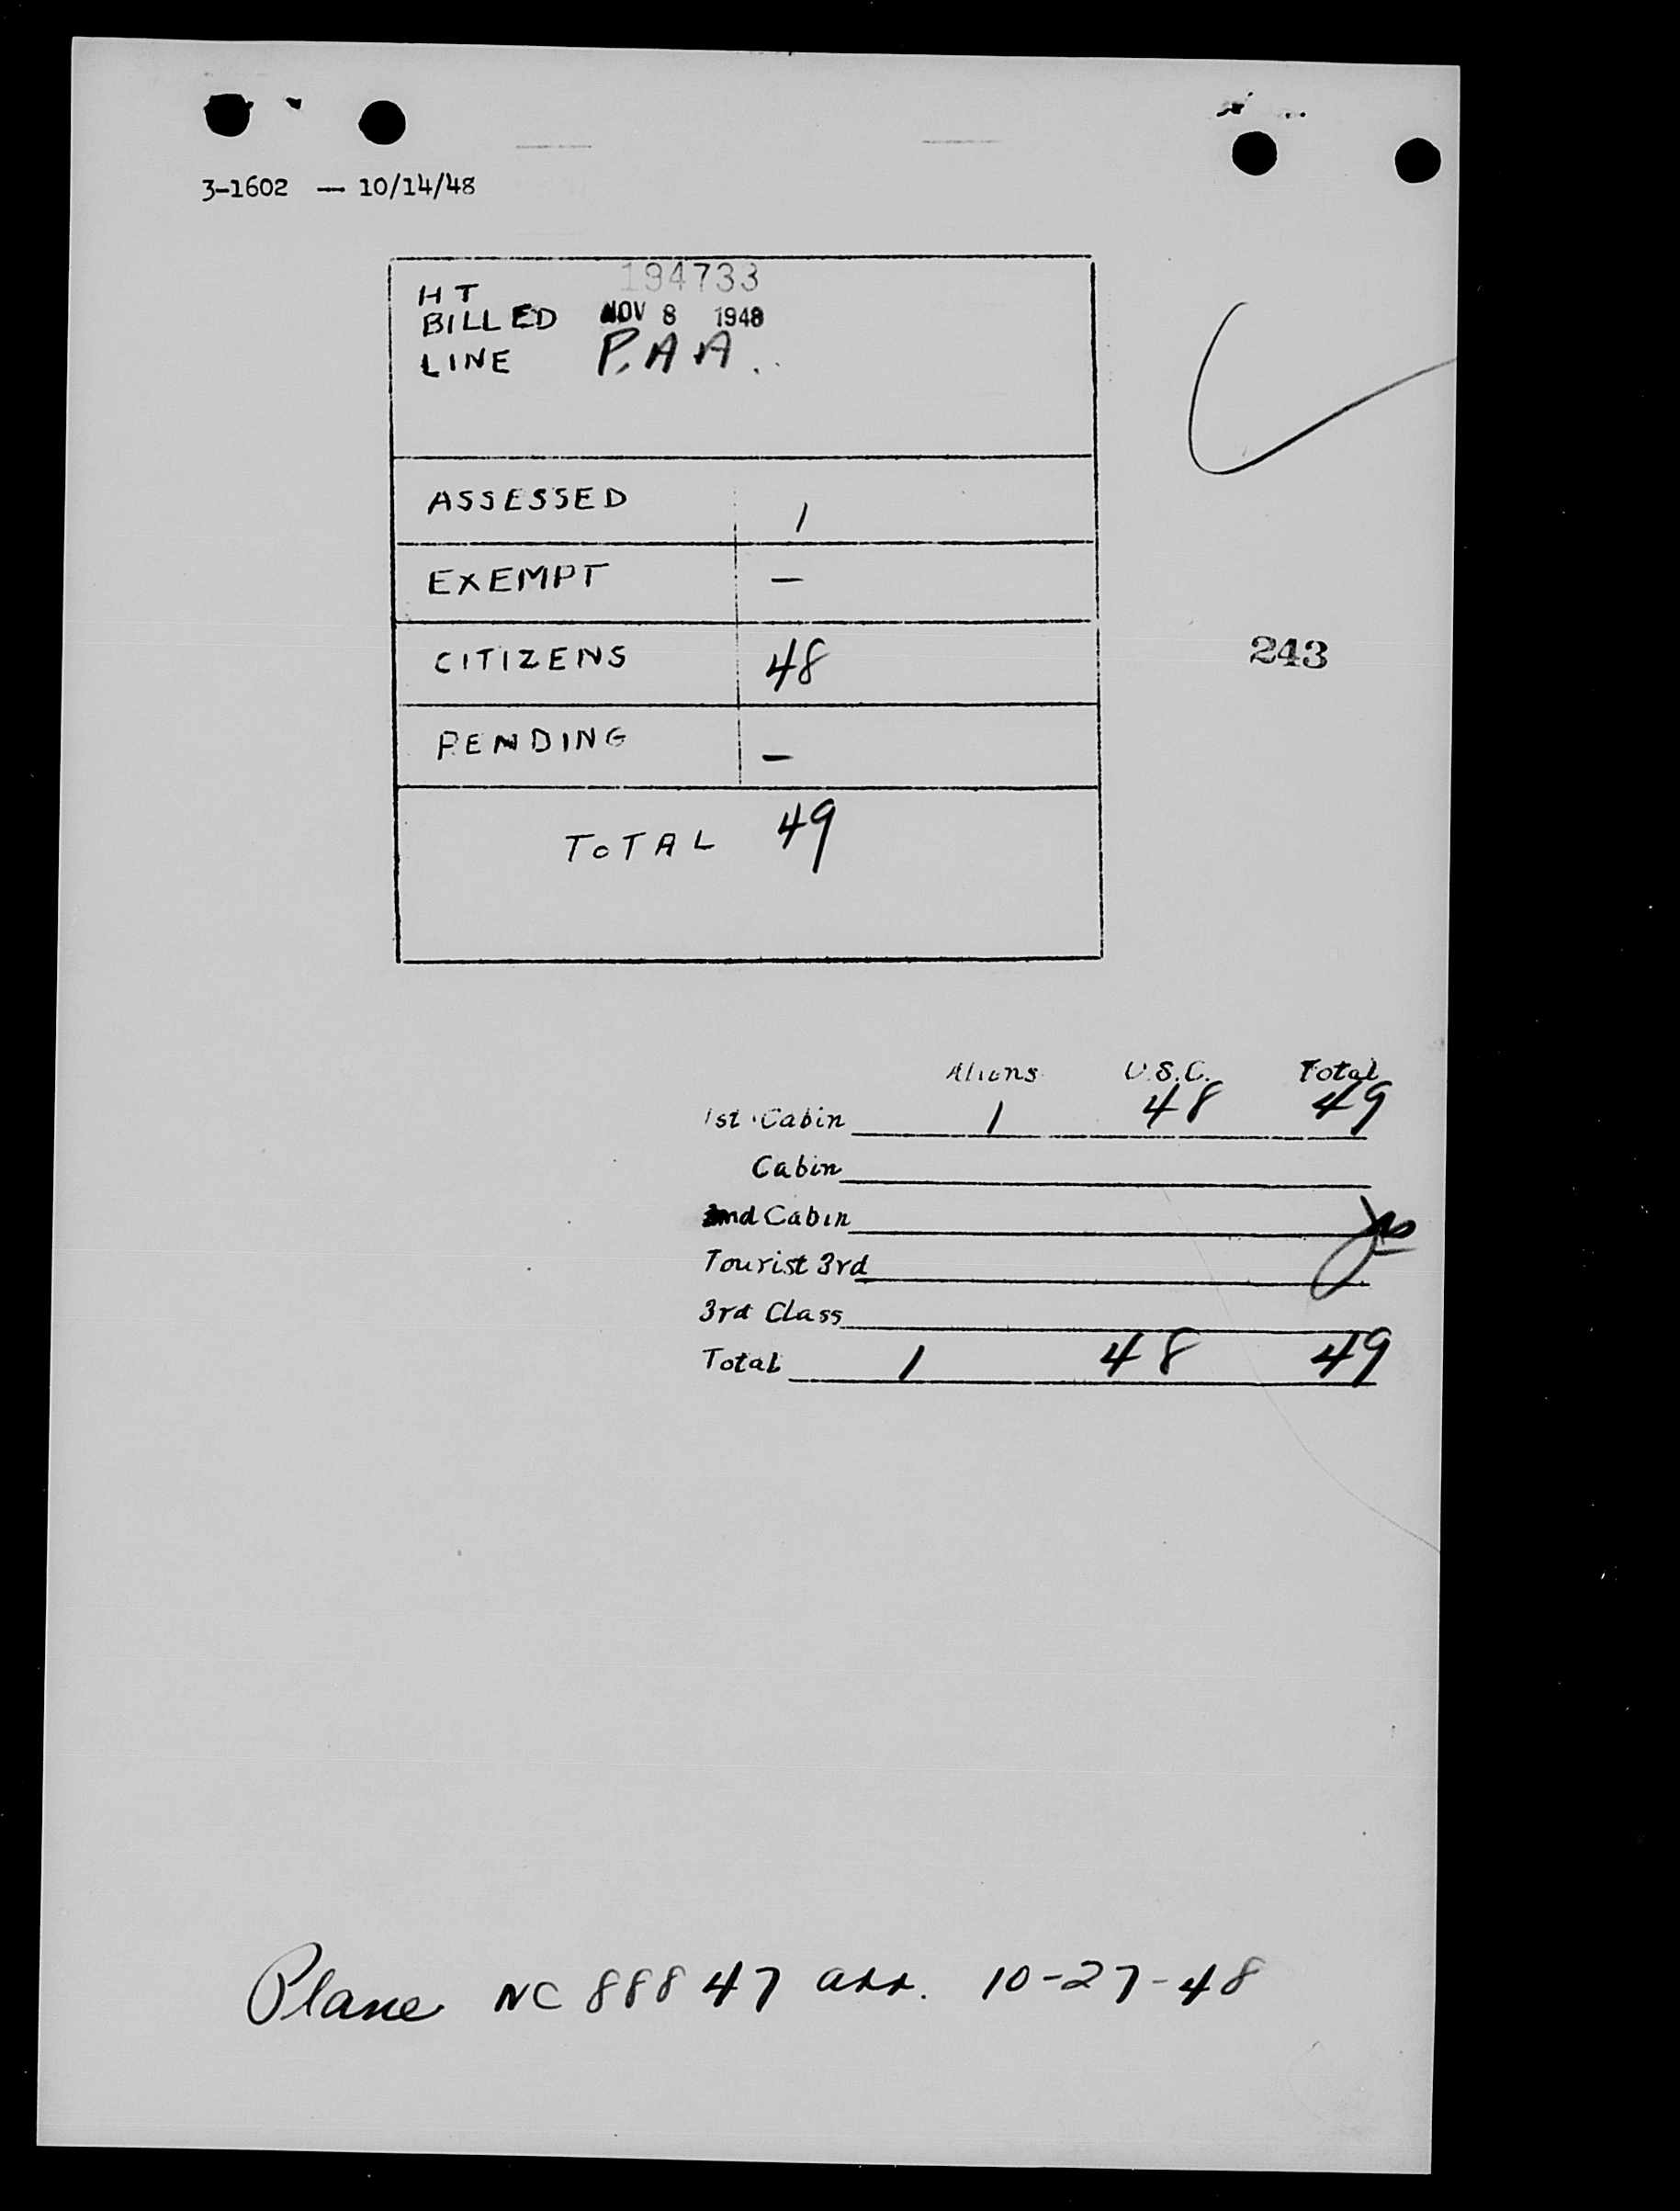 3-1602 — 10/14/48
194733
HT
BILLED NOV 8 1948
LINE P.AA.
ASSESSED 1
EXEMPT —
CITIZENS 48
243
PENDING —
TOTAL 49
Aliens U.S.C. Total
1st Cabin 1 48 49
Cabin
2nd Cabin
Tourist 3rd
3rd Class
Total 1 48 49
Plane NC 88847 arr. 10-27-48